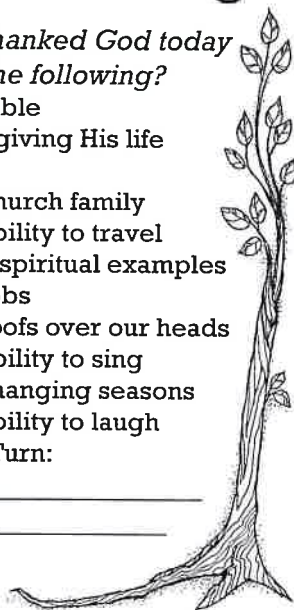 hanked God today
he following?
ble
giving His life
hurch family
bility to travel
spiritual examples
bs
oofs over our heads
bility to sing
hanging seasons
bility to laugh
Turn: